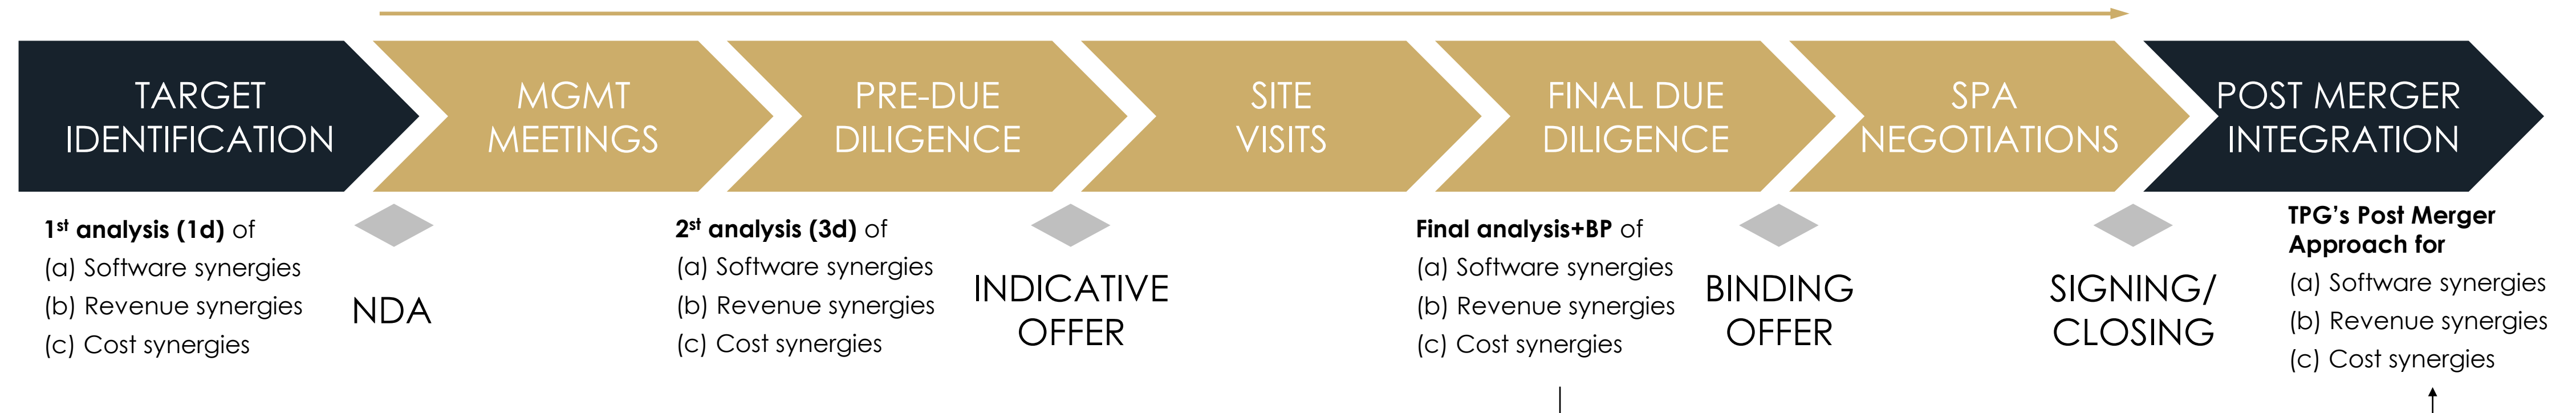 TARGET
IDENTIFICATION
MGMT
MEETINGS
PRE-DUE
DILIGENCE
SITE
VISITS
FINAL DUE
DILIGENCE
SPA
NEGOTIATIONS
POST MERGER
INTEGRATION
1st analysis (1d) of
(a) Software synergies
(b) Revenue synergies
(c) Cost synergies
NDA
2st analysis (3d) of
(a) Software synergies
(b) Revenue synergies
(c) Cost synergies
INDICATIVE
OFFER
Final analysis+BP of
(a) Software synergies
(b) Revenue synergies
(c) Cost synergies
BINDING
OFFER
SIGNING/
CLOSING
TPG’s Post Merger
Approach for
(a) Software synergies
(b) Revenue synergies
(c) Cost synergies